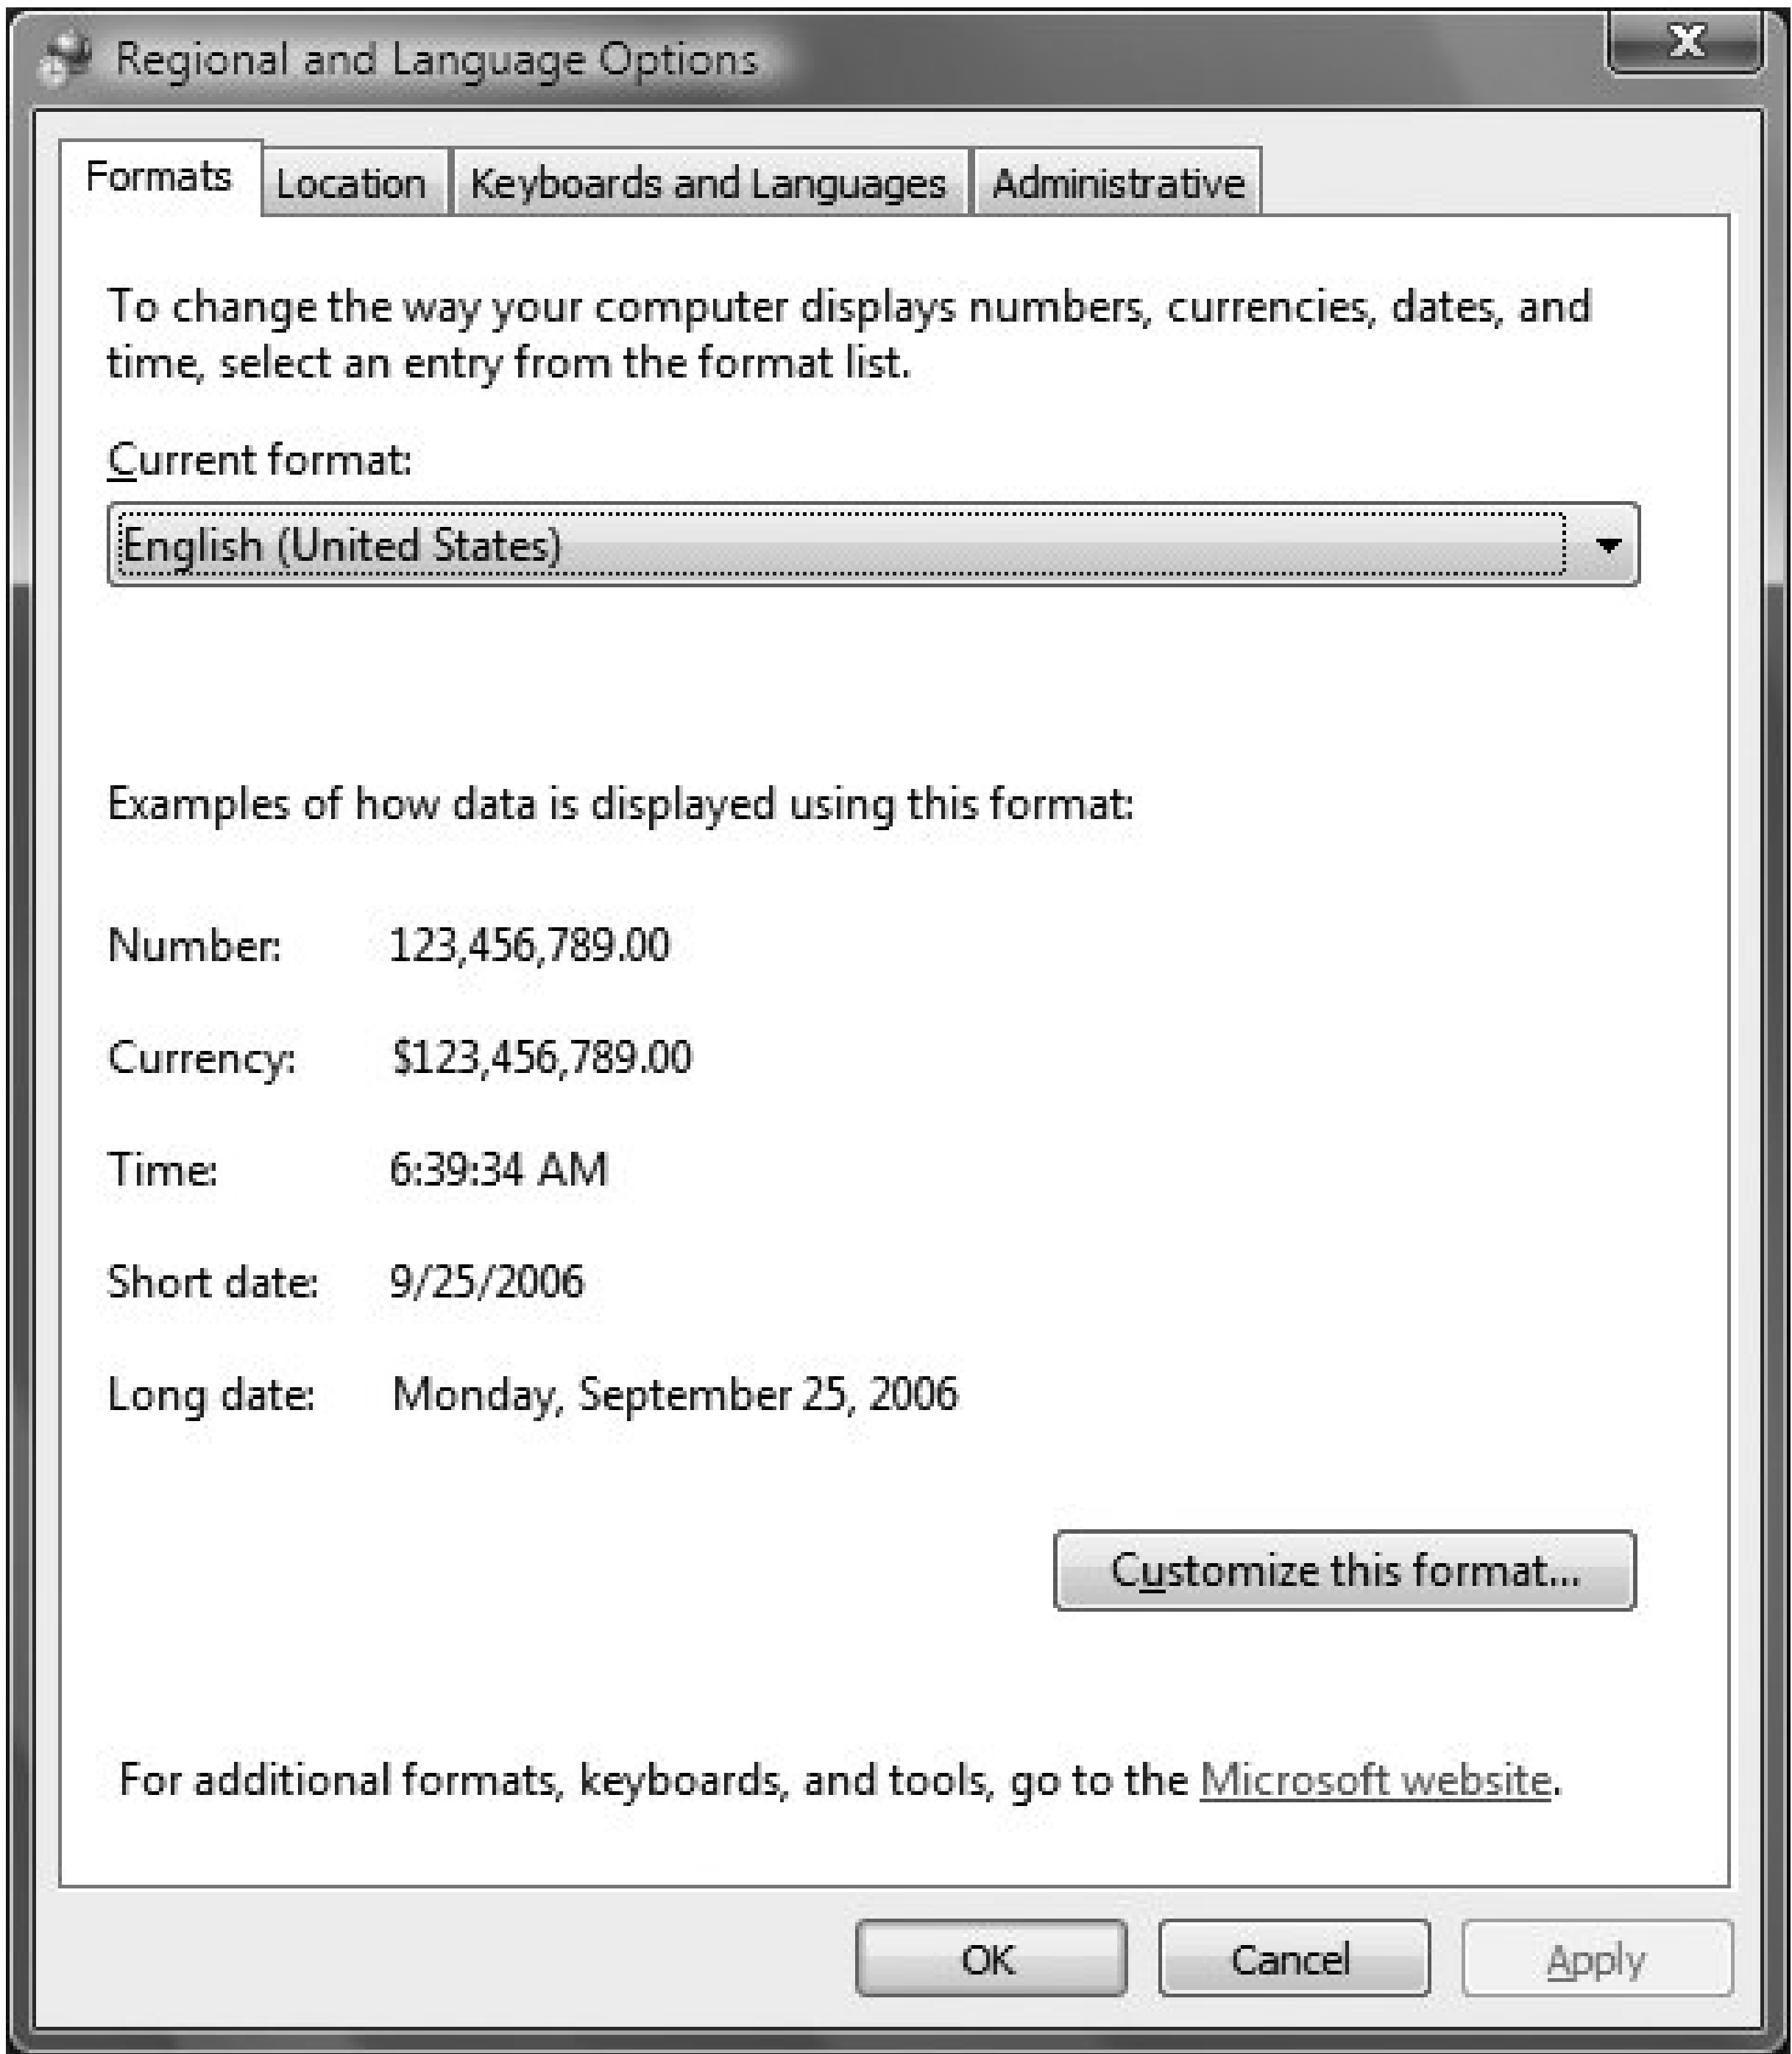 Regional and Language Options
Formats Location Keyboards and Languages Administrative
To change the way your computer displays numbers, currencies, dates, and
time, select an entry from the format list.
Current format:
English (United States)
Examples of how data is displayed using this format:
Number: 123,456,789.00
Currency: $123,456,789.00
Time: 6:39:34 AM
Short date: 9/25/2006
Long date: Monday, September 25, 2006
Customize this format...
For additional formats, keyboards, and tools, go to the Microsoft website.
OK Cancel Apply